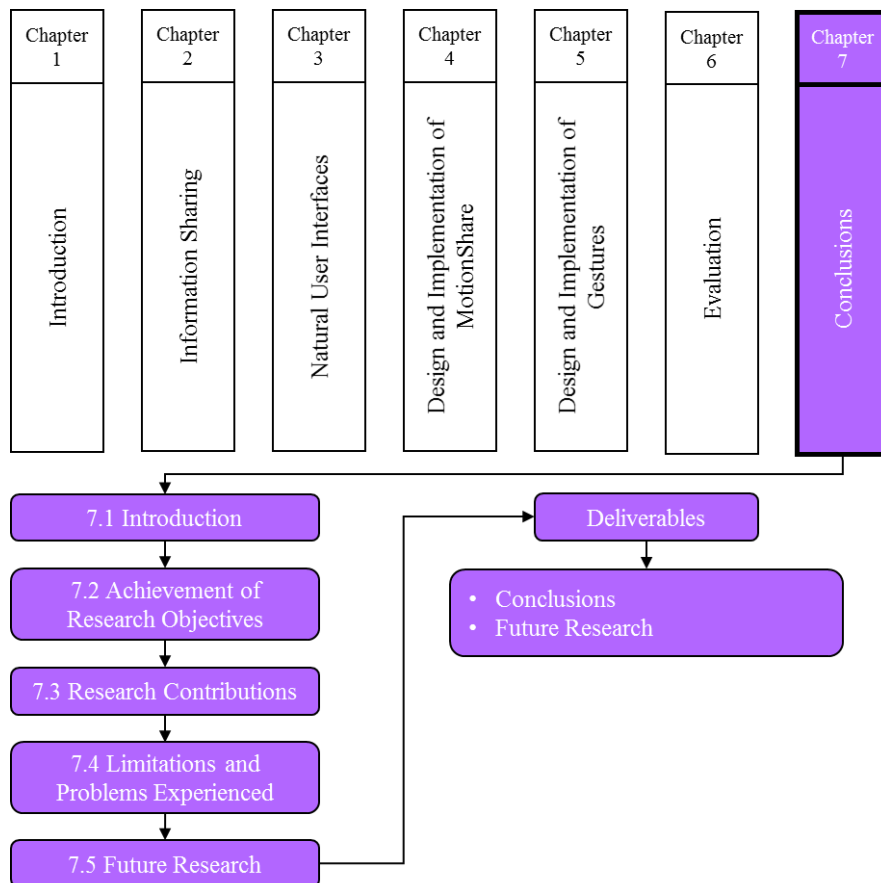 Chapter
1
Introduction
Chapter
2
Information Sharing
Chapter
3
Natural User Interfaces
Chapter
4
Design and Implementation of
MotionShare
Chapter
5
Design and Implementation of
Gestures
Chapter
6
Evaluation
Chapter
7
Conclusions
7.1 Introduction
7.2 Achievement of
Research Objectives
7.3 Research Contributions
7.4 Limitations and
Problems Experienced
7.5 Future Research
Deliverables
• Conclusions
• Future Research